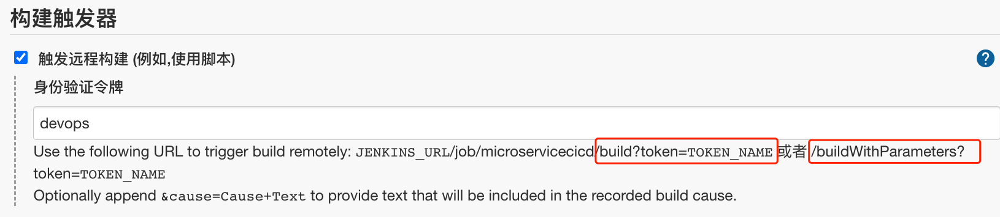 构建触发器
触发远程构建 (例如,使用脚本)
?
身份验证令牌
devops
Use the following URL to trigger build remotely: JENKINS_URL/job/microservicecicd/build?token=TOKEN_NAME 或者 /buildWithParameters?
token=TOKEN_NAME
Optionally append &cause=Cause+Text to provide text that will be included in the recorded build cause.